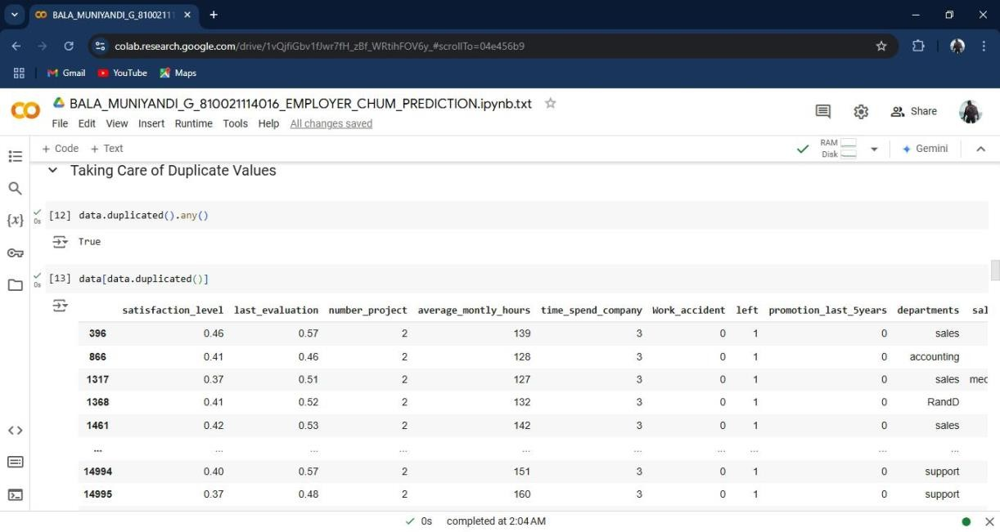 BALA_MUNIYANDI_G_8100211
colab.research.google.com/drive/1vQjfiGbv1fJwr7fH_zBf_WRtihFOV6y_#scrollTo=04e456b9
Gmail YouTube Maps
BALA_MUNIYANDI_G_810021114016_EMPLOYER_CHUM_PREDICTION.ipynb.txt
Share
File Edit View Insert Runtime Tools Help All changes saved
+ Code + Text
RAM
Disk
Gemini
Taking Care of Duplicate Values
0s [12] data.duplicated().any()
True
0s [13] data[data.duplicated()]
satisfaction_level last_evaluation number_project average_montly_hours time_spend_company Work_accident left promotion_last_5years departments sal
396 0.46 0.57 2 139 3 0 1 0 sales
866 0.41 0.46 2 128 3 0 1 0 accounting
1317 0.37 0.51 2 127 3 0 1 0 sales mec
1368 0.41 0.52 2 132 3 0 1 0 RandD
1461 0.42 0.53 2 142 3 0 1 0 sales
... ... ... ... ... ... ... ... ... ...
14994 0.40 0.57 2 151 3 0 1 0 support
14995 0.37 0.48 2 160 3 0 1 0 support
0s completed at 2:04 AM